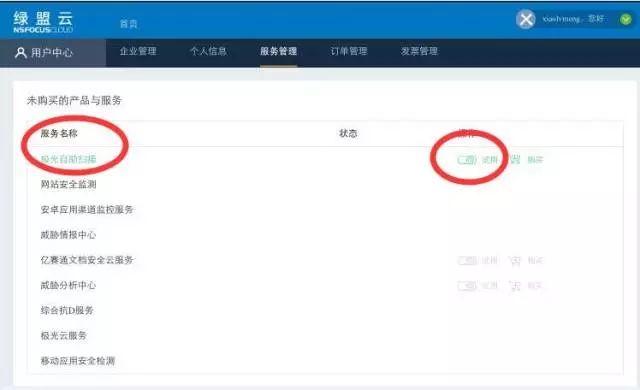 绿盟云
NSFOCUSCLOUD
首页
您好
用户中心
企业管理 个人信息 服务管理 订单管理 发票管理
未购买的产品与服务
服务名称 状态 操作
极光自助扫描 试用 购买
网站安全监测
安卓应用渠道监控服务
威胁情报中心
亿赛通文档安全云服务 试用 购买
威胁分析中心 试用 购买
综合抗D服务
极光云服务
移动应用安全检测